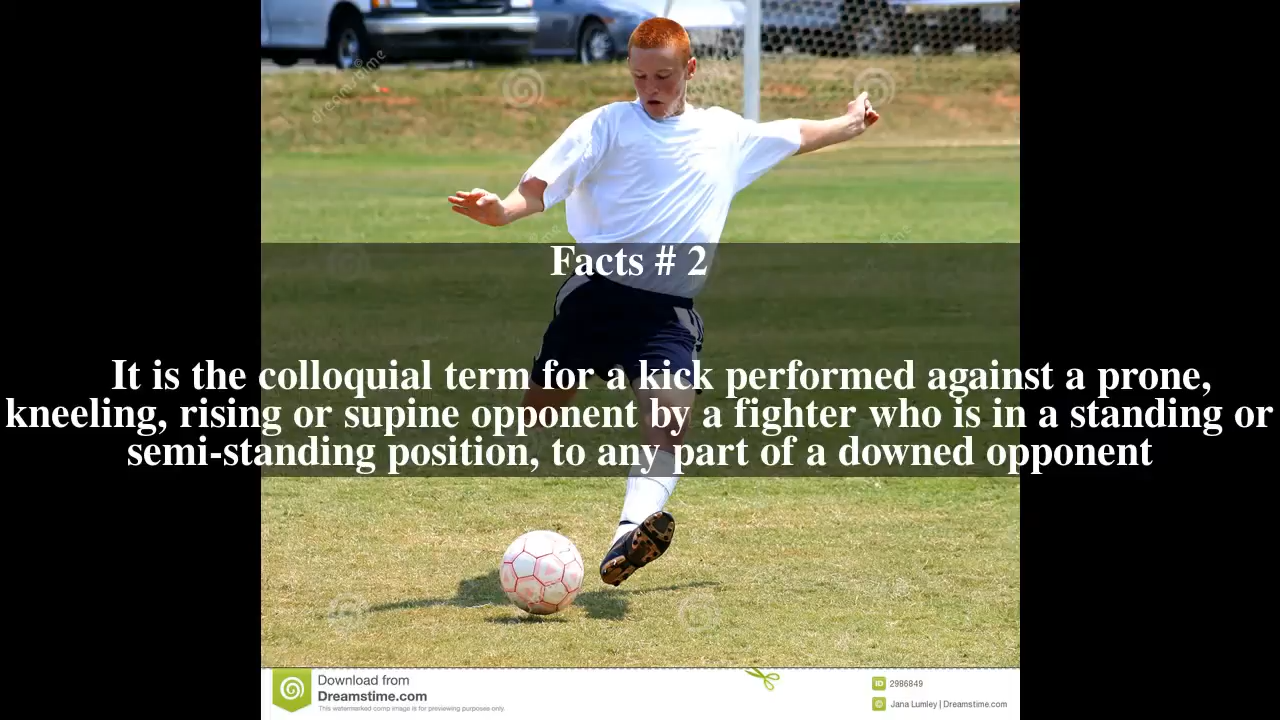 dreamstime
Facts # 2
It is the colloquial term for a kick performed against a prone,
kneeling, rising or supine opponent by a fighter who is in a standing or
semi-standing position, to any part of a downed opponent
Download from
Dreamstime.com
This watermarked comp image is for previewing purposes only.
ID 2986849
© Jana Lumley | Dreamstime.com